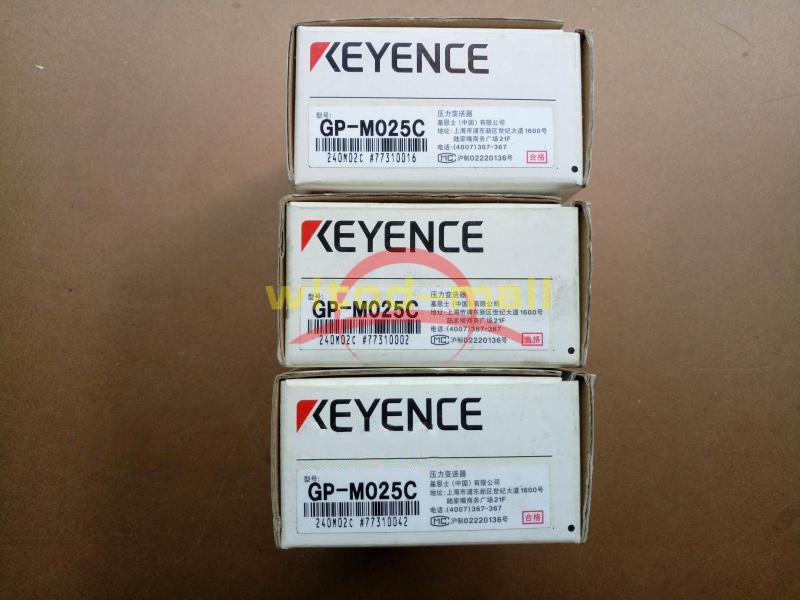 KEYENCE
型号:
GP-M025C
240M02C #77310016
压力变送器
基恩士(中国)有限公司
地址: 上海市浦东新区世纪大道1600号
陆家嘴商务广场21F
电话: (4007)367-367
MC 沪制02220136号
合格
KEYENCE
型号:
GP-M025C
240M02C #77310002
压力变送器
基恩士(中国)有限公司
地址: 上海市浦东新区世纪大道1600号
陆家嘴商务广场21F
电话: (4007)367-367
MC 沪制02220136号
合格
wltod-mall
KEYENCE
型号:
GP-M025C
240M02C #77310042
压力变送器
基恩士(中国)有限公司
地址: 上海市浦东新区世纪大道1600号
陆家嘴商务广场21F
电话: (4007)367-367
MC 沪制02220136号
合格